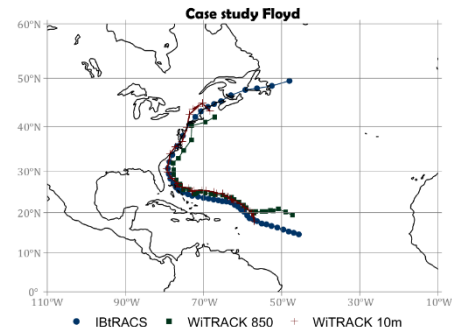 Case study Floyd
60°N
50°N
40°N
30°N
20°N
10°N
0°
110°W 90°W 70°W 50°W 30°W 10°W
IBtRACS WiTRACK 850 WiTRACK 10m